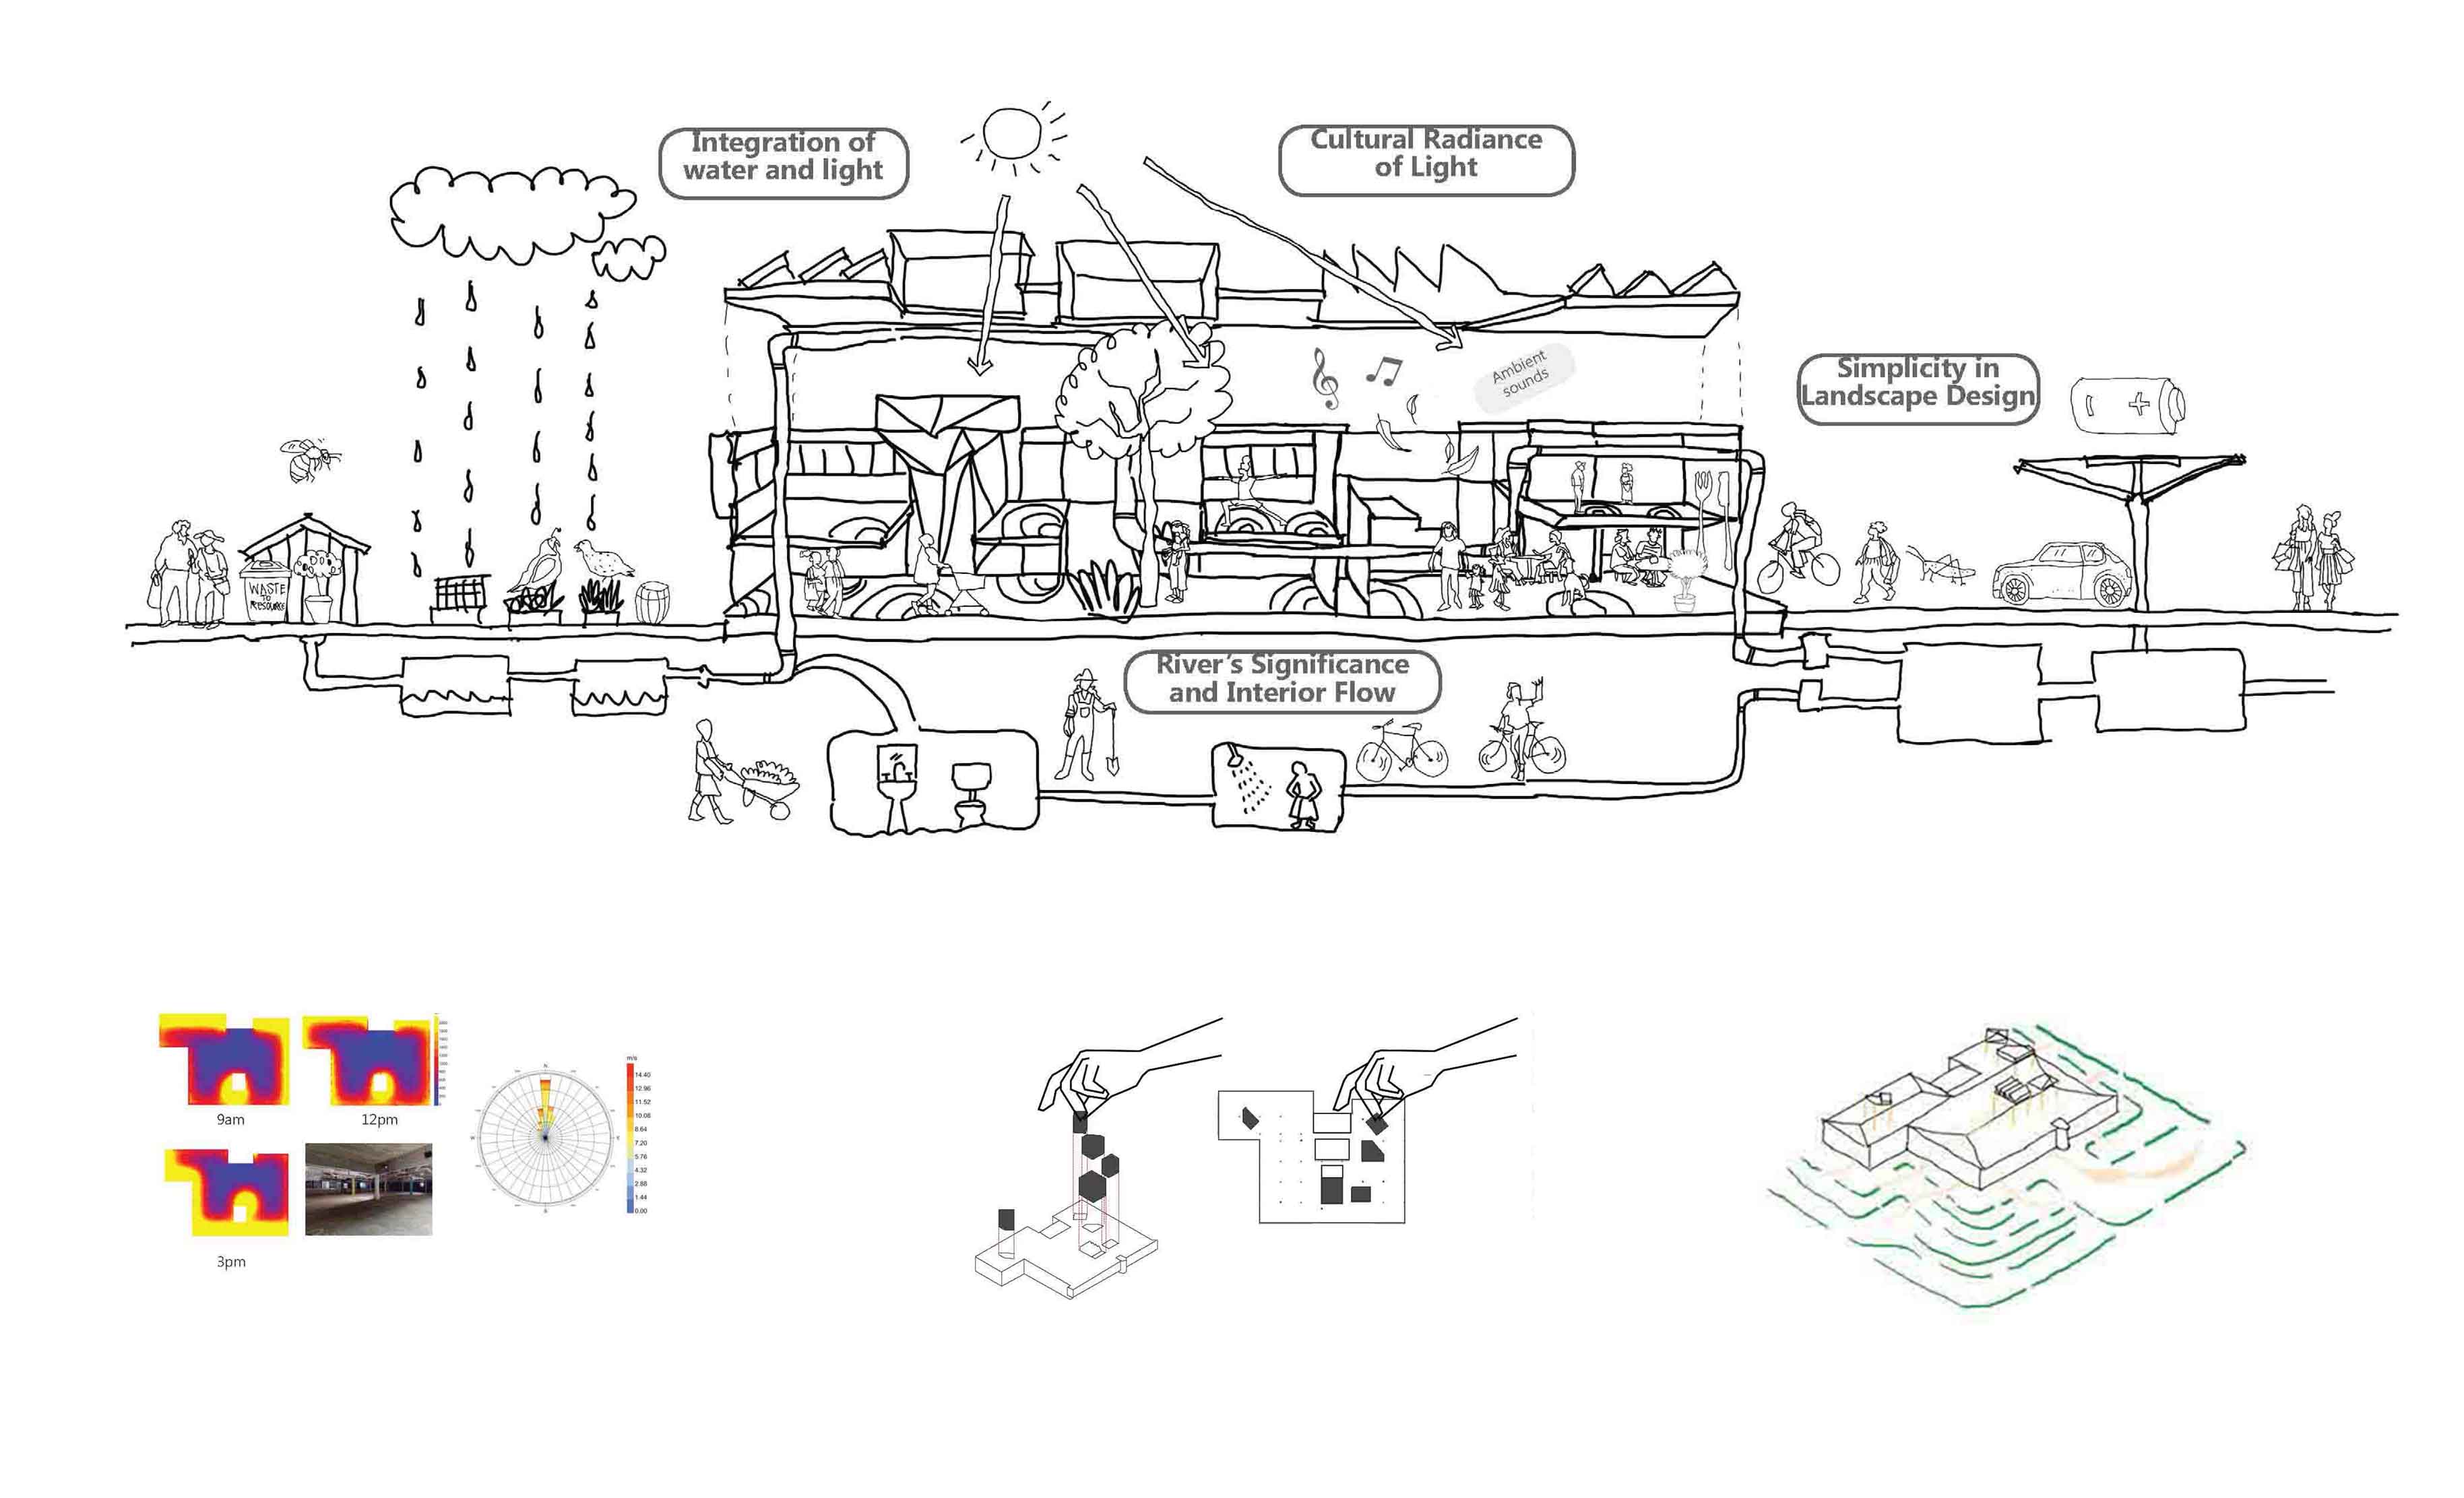 Integration of
water and light
Cultural Radiance
of Light
Ambient
sounds
Simplicity in
Landscape Design
WASTE
TO
RESOURCE
River's Significance
and Interior Flow
9am
12pm
3pm
m/s
14.40
12.96
11.52
10.08
8.64
7.20
5.76
4.32
2.88
1.44
0.00